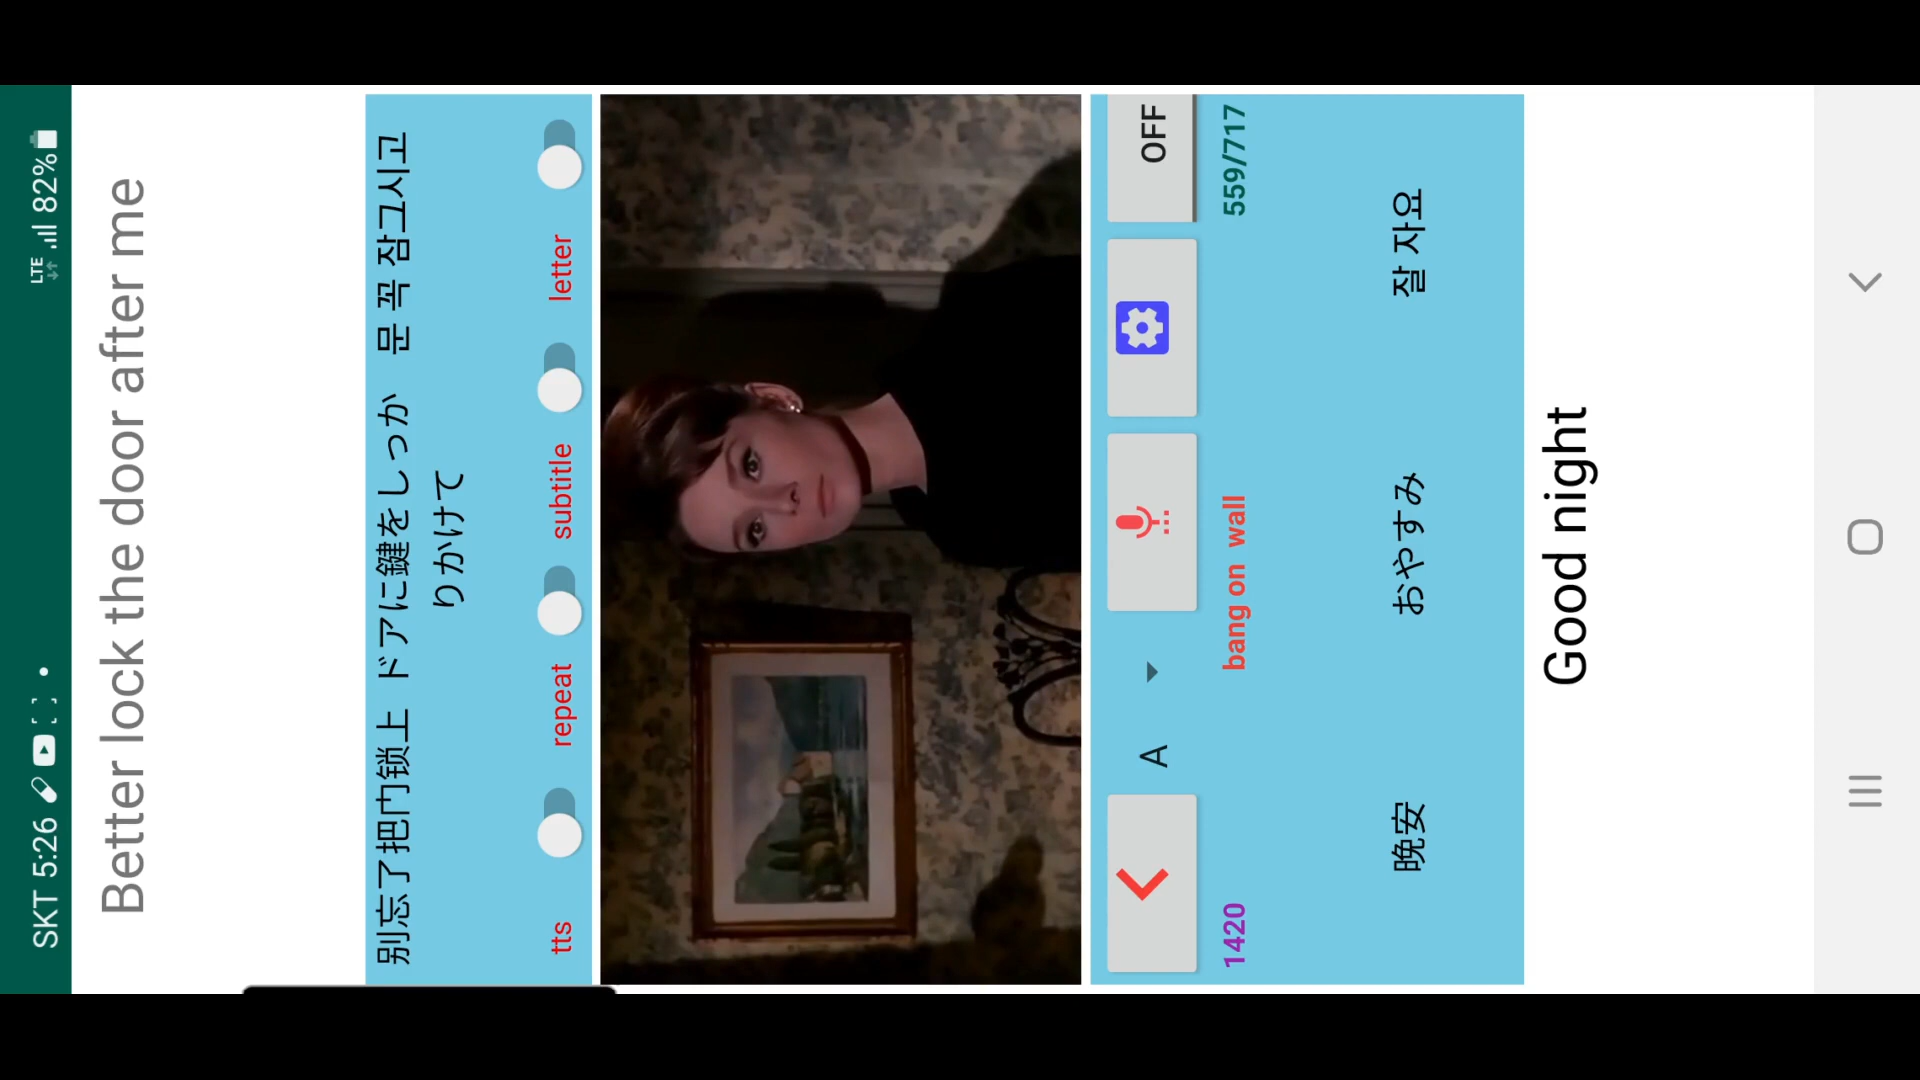 SKT 5:26
LTE 82%
Better lock the door after me
别忘了把门锁上
ドアに鍵をしっか
りかけて
문 꼭 잠그시고
tts
repeat
subtitle
letter
A
OFF
1420
bang on wall
559/717
晚安
おやすみ
잘 자요
Good night